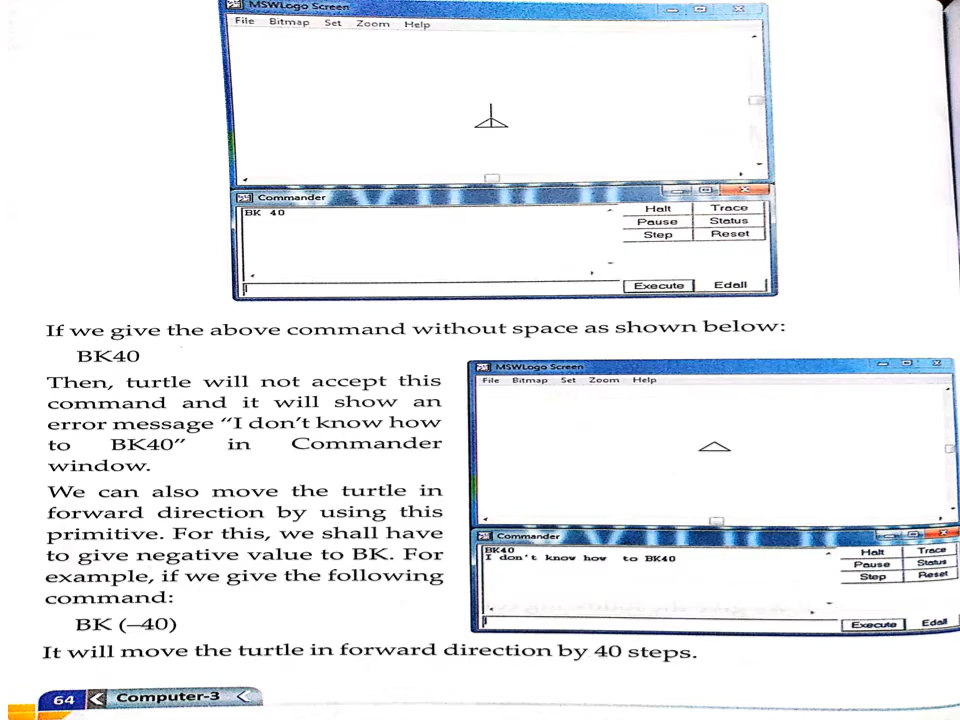 MSWLogo Screen
File Bitmap Set Zoom Help
Commander
BK 40
Halt Trace
Pause Status
Step Reset
Execute Edall
If we give the above command without space as shown below:
BK40
Then, turtle will not accept this
command and it will show an
error message “I don’t know how
to BK40” in Commander
window.
We can also move the turtle in
forward direction by using this
primitive. For this, we shall have
to give negative value to BK. For
example, if we give the following
command:
BK (–40)
It will move the turtle in forward direction by 40 steps.
MSWLogo Screen
File Bitmap Set Zoom Help
Commander
BK40
I don't know how to BK40
Halt Trace
Pause Status
Step Reset
Execute Edall
64 Computer-3